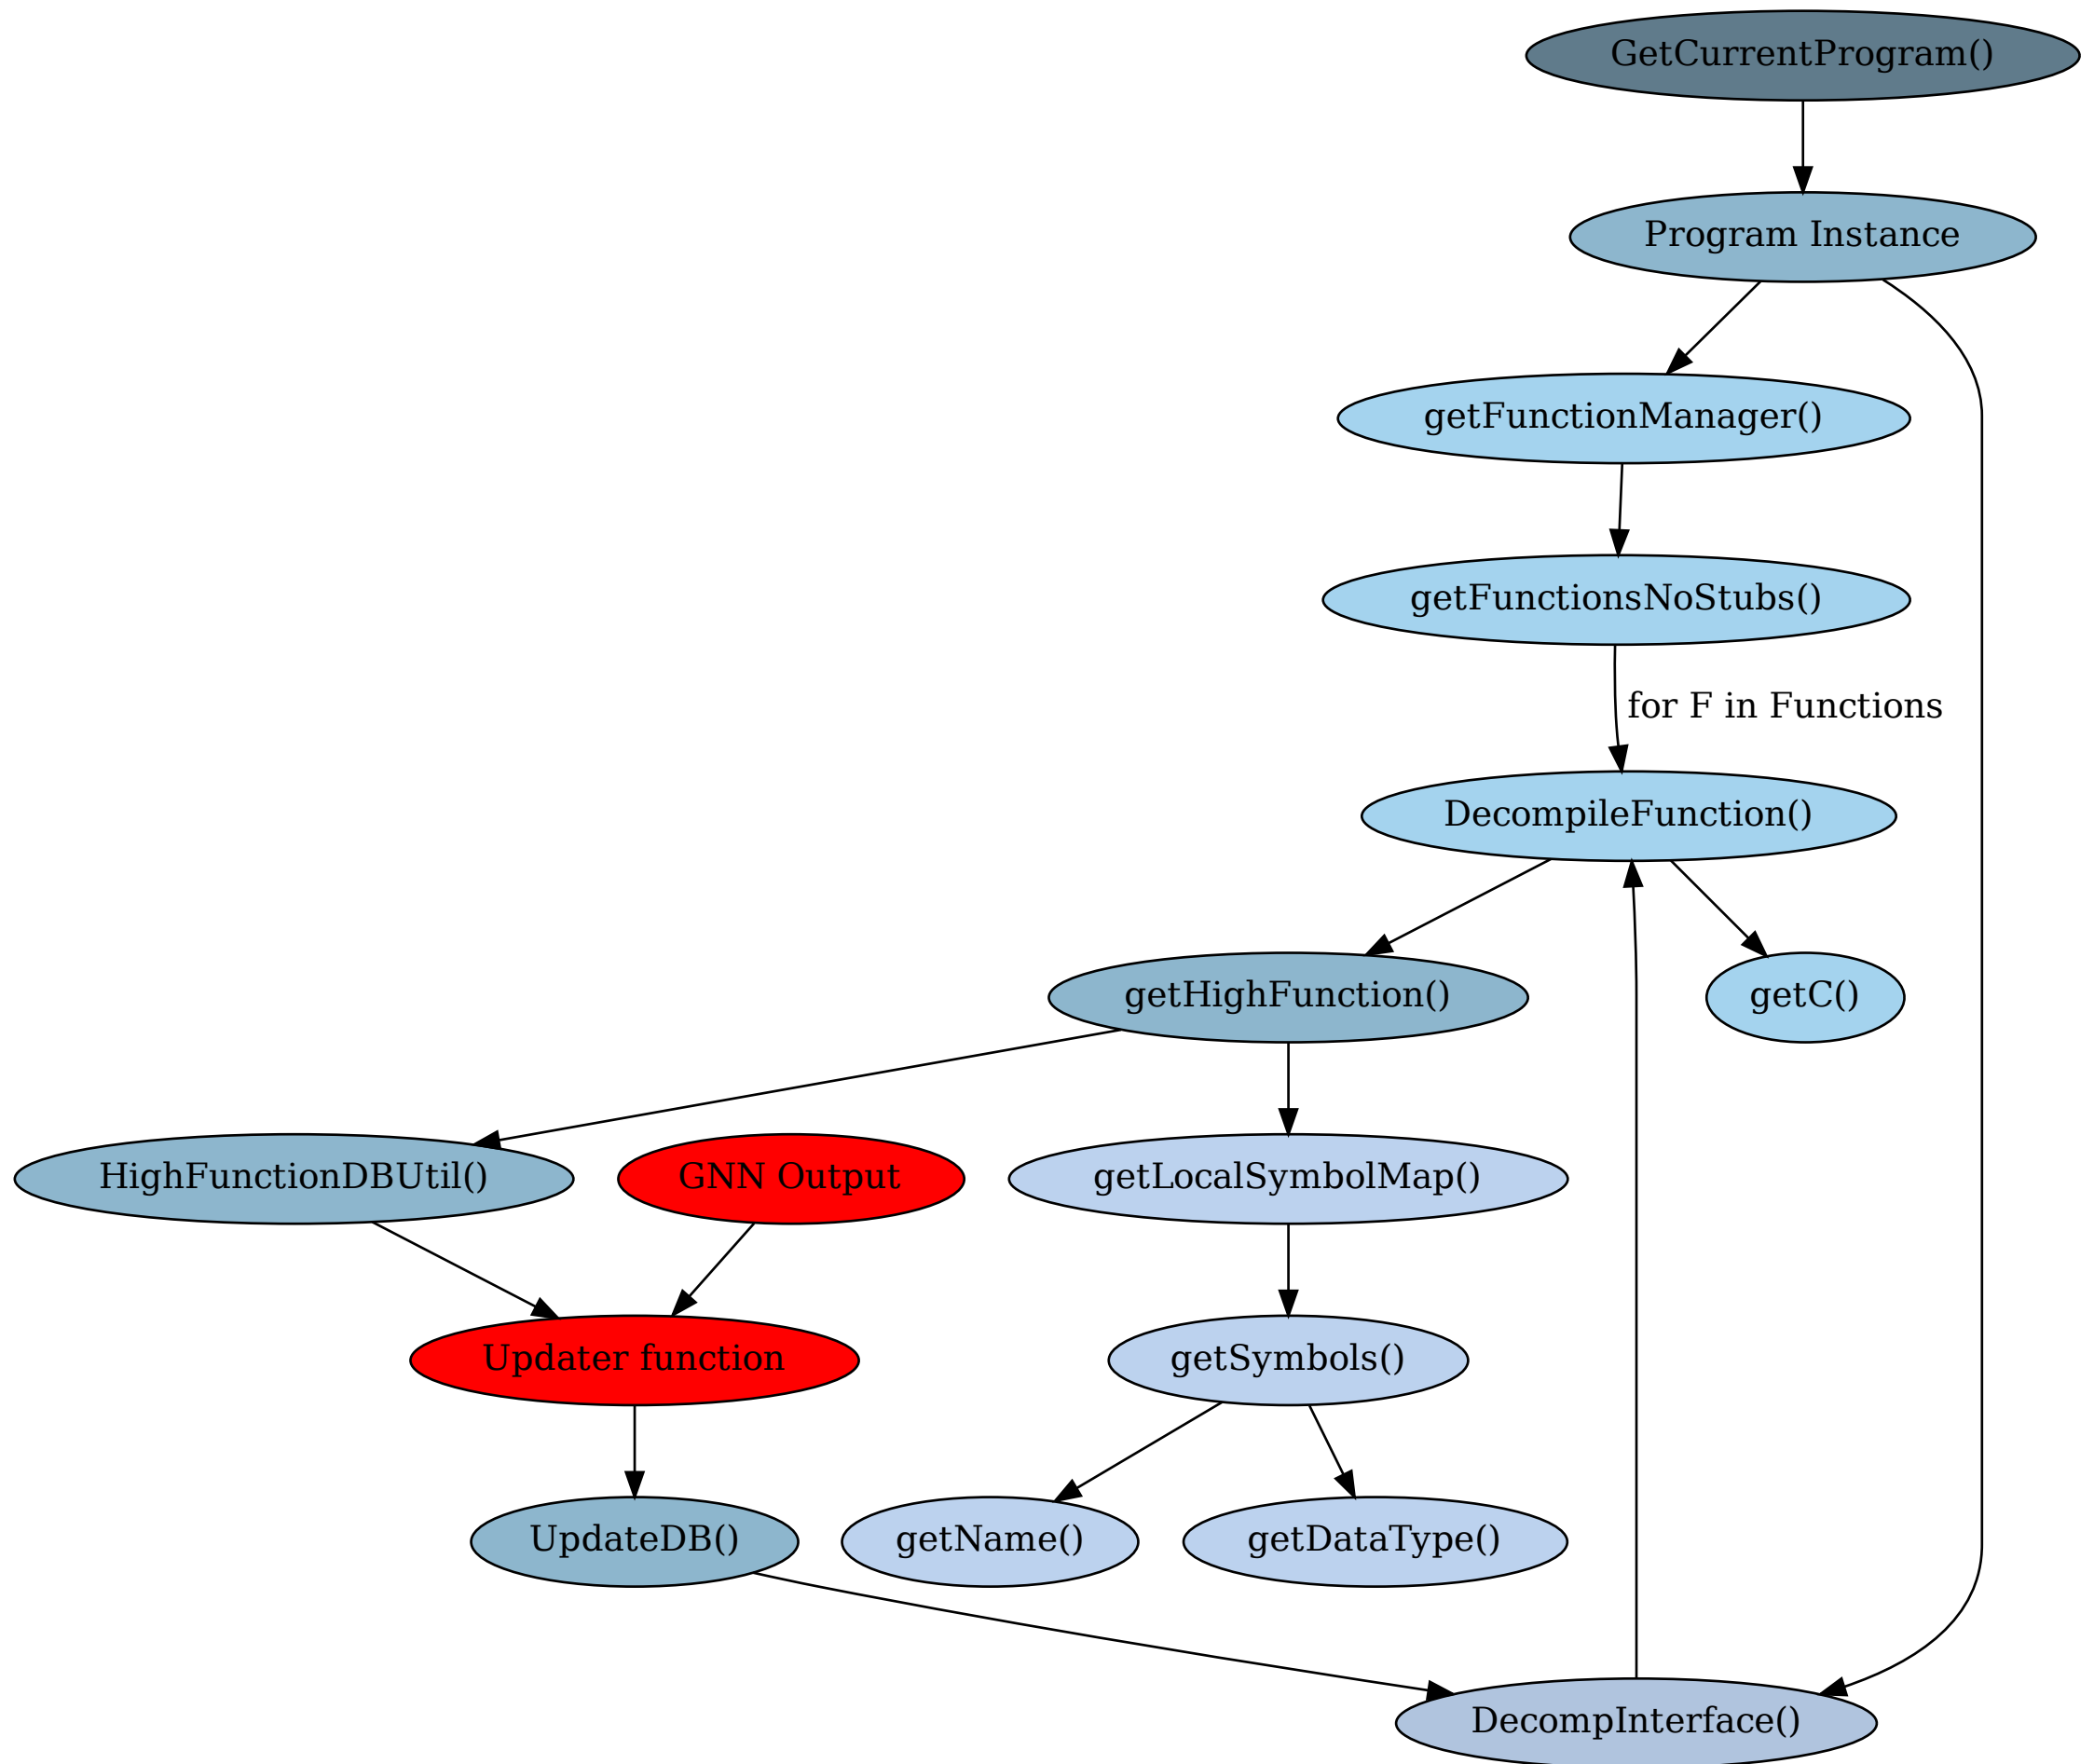 GetCurrentProgram()
Program Instance
getFunctionManager()
getFunctionsNoStubs()
for F in Functions
DecompileFunction()
getHighFunction()
getC()
HighFunctionDBUtil()
GNN Output
getLocalSymbolMap()
Updater function
getSymbols()
UpdateDB()
getName()
getDataType()
DecompInterface()